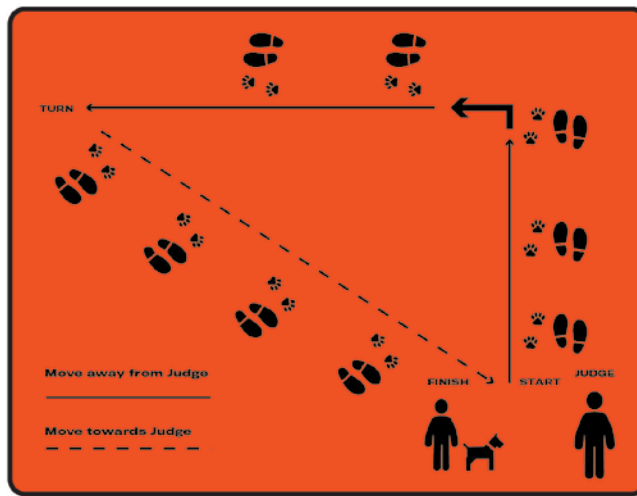 TURN
Move away from Judge
FINISH
START
JUDGE
Move towards Judge